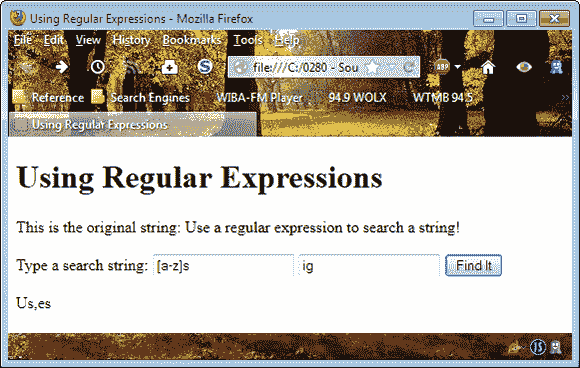 Using Regular Expressions - Mozilla Firefox
File Edit View History Bookmarks Tools Help
file:///C:/0280 - Sou
ABP
Reference Search Engines WIBA-FM Player 94.9 WOLX WTMB 94.5
Using Regular Expressions
Using Regular Expressions
This is the original string: Use a regular expression to search a string!
Type a search string: [a-z]s ig Find It
Us,es